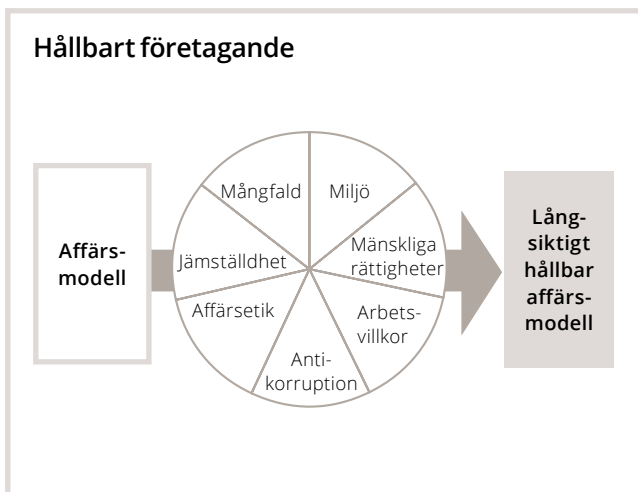 Hållbart företagande
Affärs-
modell
Mångfald
Miljö
Jämställdhet
Mänskliga
rättigheter
Affärsetik
Arbets-
villkor
Anti-
korruption
Lång-
siktigt
hållbar
affärs-
modell